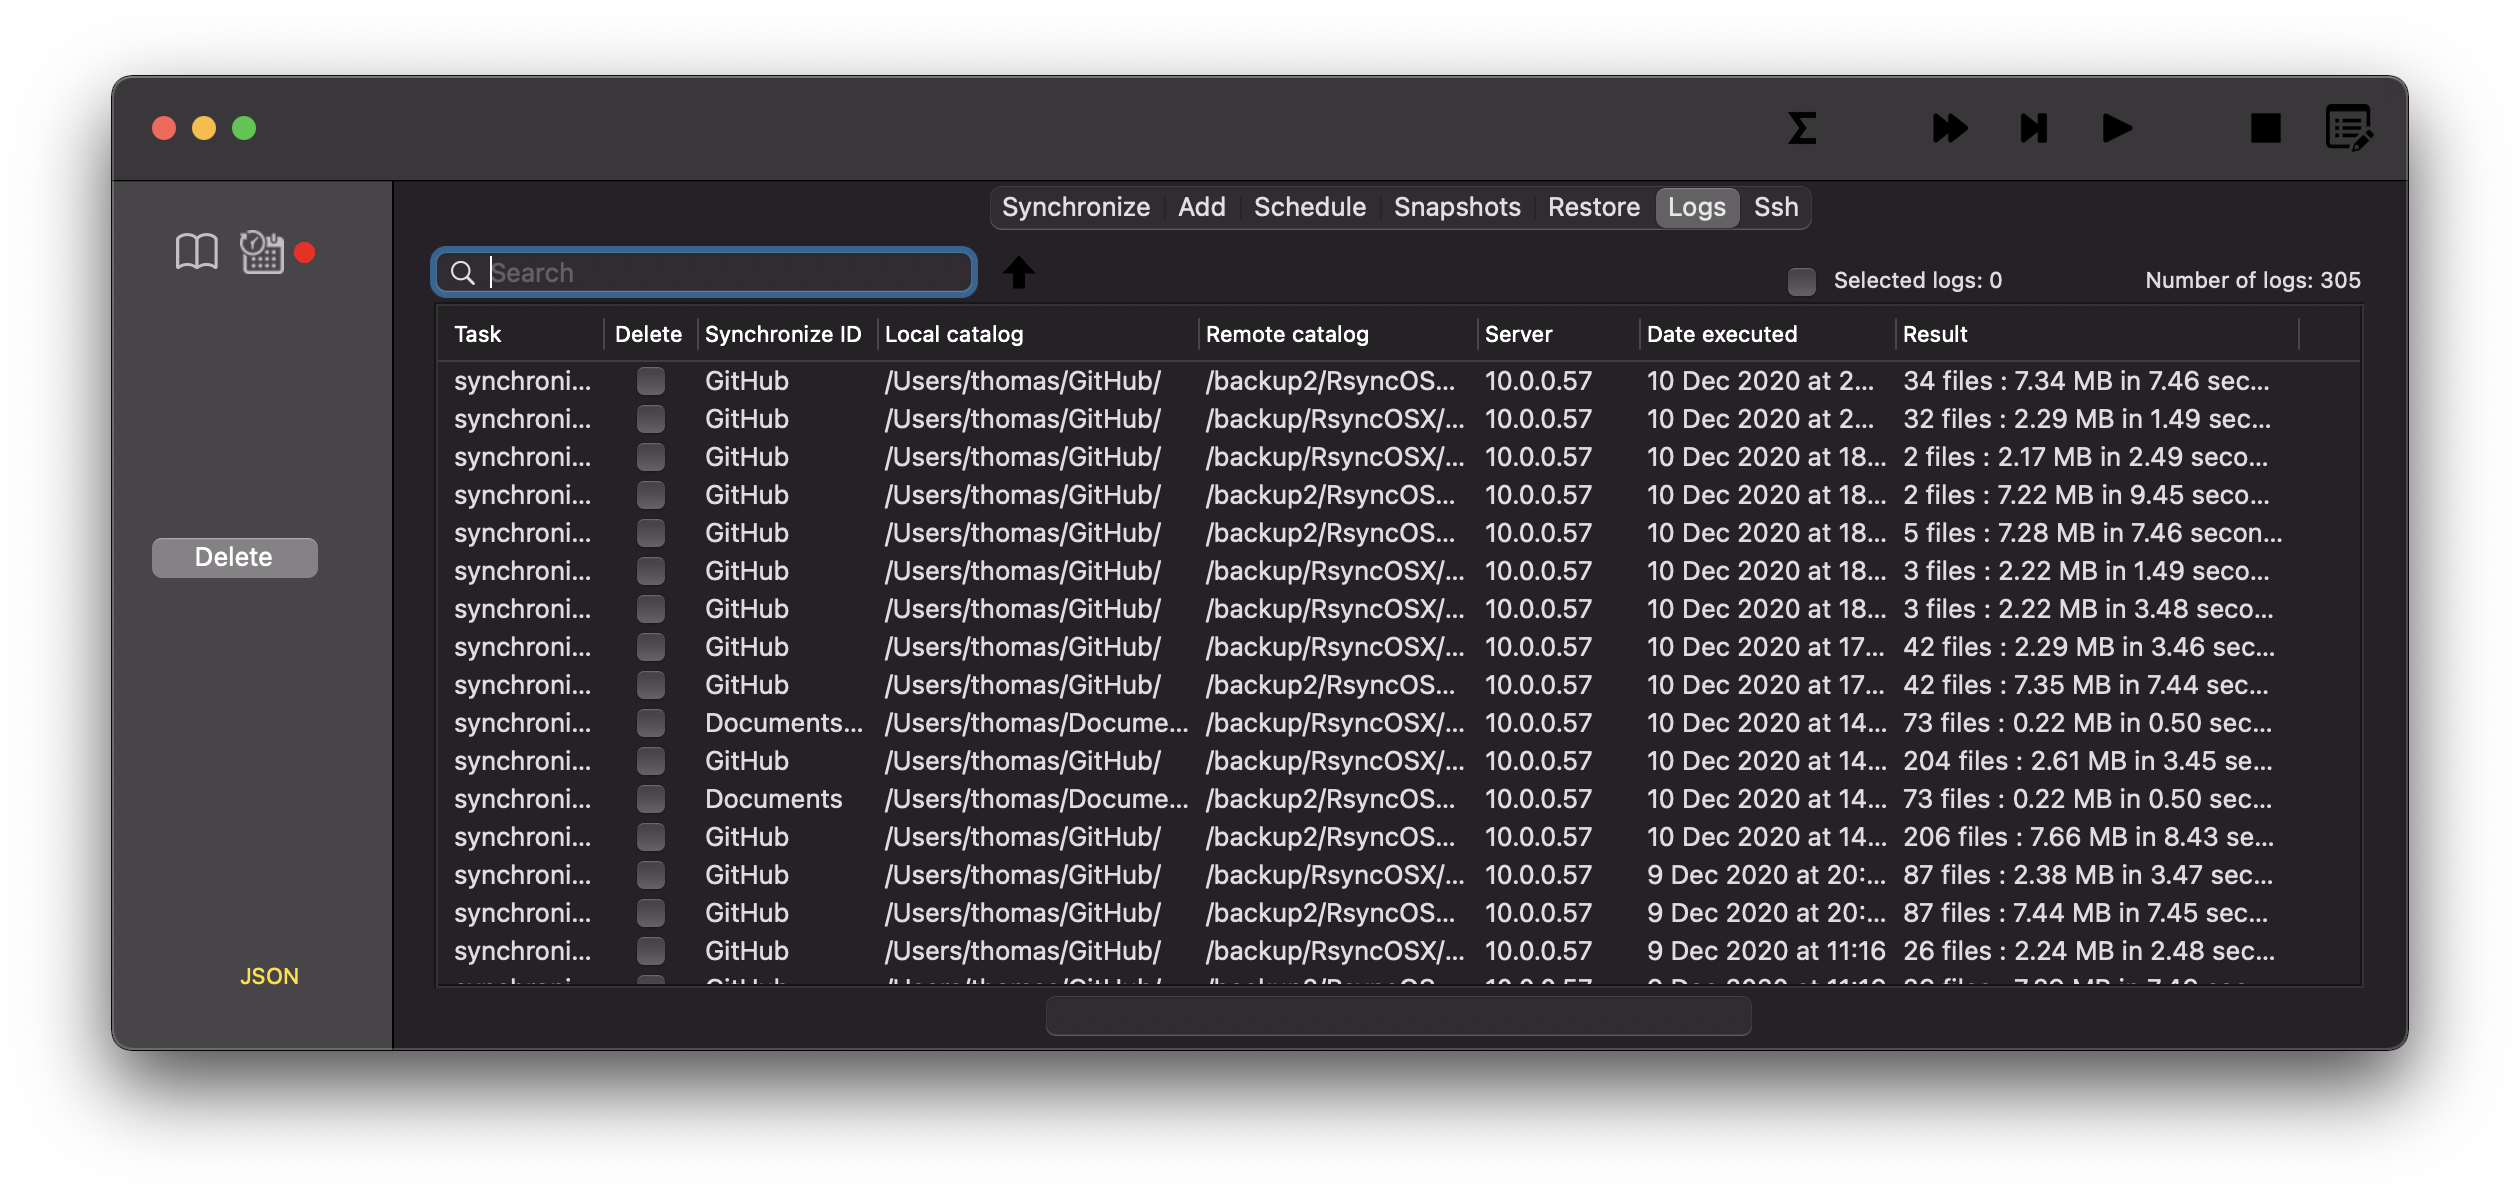 Synchronize Add Schedule Snapshots Restore Logs Ssh
Search
Selected logs: 0 Number of logs: 305
Task Delete Synchronize ID Local catalog Remote catalog Server Date executed Result
synchroni... GitHub /Users/thomas/GitHub/ /backup2/RsyncOS... 10.0.0.57 10 Dec 2020 at 2... 34 files : 7.34 MB in 7.46 sec...
synchroni... GitHub /Users/thomas/GitHub/ /backup/RsyncOSX/... 10.0.0.57 10 Dec 2020 at 2... 32 files : 2.29 MB in 1.49 sec...
synchroni... GitHub /Users/thomas/GitHub/ /backup/RsyncOSX/... 10.0.0.57 10 Dec 2020 at 18... 2 files : 2.17 MB in 2.49 seco...
synchroni... GitHub /Users/thomas/GitHub/ /backup2/RsyncOS... 10.0.0.57 10 Dec 2020 at 18... 2 files : 7.22 MB in 9.45 seco...
synchroni... GitHub /Users/thomas/GitHub/ /backup2/RsyncOS... 10.0.0.57 10 Dec 2020 at 18... 5 files : 7.28 MB in 7.46 secon...
Delete
synchroni... GitHub /Users/thomas/GitHub/ /backup/RsyncOSX/... 10.0.0.57 10 Dec 2020 at 18... 3 files : 2.22 MB in 1.49 seco...
synchroni... GitHub /Users/thomas/GitHub/ /backup/RsyncOSX/... 10.0.0.57 10 Dec 2020 at 18... 3 files : 2.22 MB in 3.48 seco...
synchroni... GitHub /Users/thomas/GitHub/ /backup/RsyncOSX/... 10.0.0.57 10 Dec 2020 at 17... 42 files : 2.29 MB in 3.46 sec...
synchroni... GitHub /Users/thomas/GitHub/ /backup2/RsyncOS... 10.0.0.57 10 Dec 2020 at 17... 42 files : 7.35 MB in 7.44 sec...
synchroni... Documents... /Users/thomas/Docume... /backup/RsyncOSX/... 10.0.0.57 10 Dec 2020 at 14... 73 files : 0.22 MB in 0.50 sec...
synchroni... GitHub /Users/thomas/GitHub/ /backup/RsyncOSX/... 10.0.0.57 10 Dec 2020 at 14... 204 files : 2.61 MB in 3.45 se...
synchroni... Documents /Users/thomas/Docume... /backup2/RsyncOS... 10.0.0.57 10 Dec 2020 at 14... 73 files : 0.22 MB in 0.50 sec...
synchroni... GitHub /Users/thomas/GitHub/ /backup2/RsyncOS... 10.0.0.57 10 Dec 2020 at 14... 206 files : 7.66 MB in 8.43 se...
synchroni... GitHub /Users/thomas/GitHub/ /backup/RsyncOSX/... 10.0.0.57 9 Dec 2020 at 20:... 87 files : 2.38 MB in 3.47 sec...
synchroni... GitHub /Users/thomas/GitHub/ /backup2/RsyncOS... 10.0.0.57 9 Dec 2020 at 20:... 87 files : 7.44 MB in 7.45 sec...
synchroni... GitHub /Users/thomas/GitHub/ /backup/RsyncOSX/... 10.0.0.57 9 Dec 2020 at 11:16 26 files : 2.24 MB in 2.48 sec...
JSON